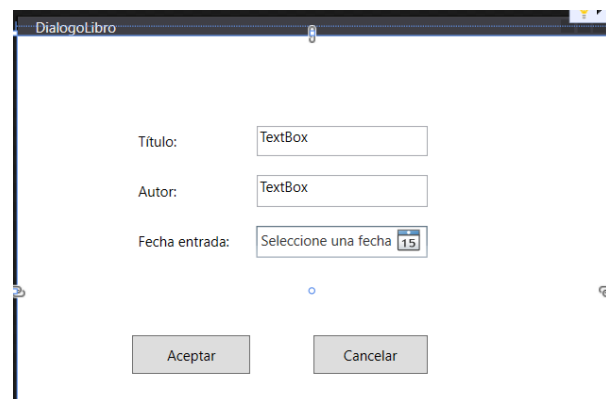 DialogoLibro
Título: TextBox
Autor: TextBox
Fecha entrada: Seleccione una fecha 15
Aceptar Cancelar